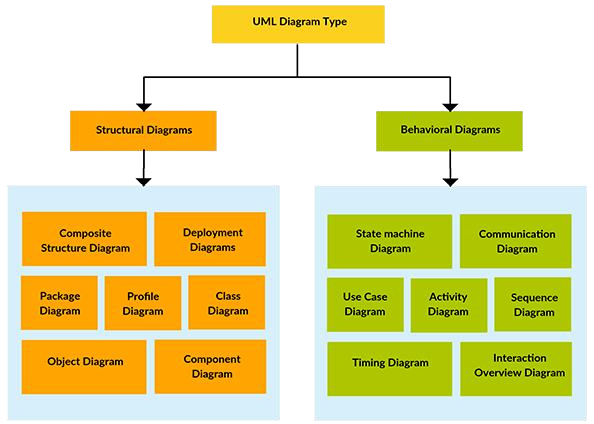 UML Diagram Type
Structural Diagrams
Behavioral Diagrams
Composite
Structure Diagram
Deployment
Diagrams
Package
Diagram
Profile
Diagram
Class
Diagram
Object Diagram
Component
Diagram
State machine
Diagram
Communication
Diagram
Use Case
Diagram
Activity
Diagram
Sequence
Diagram
Timing Diagram
Interaction
Overview Diagram